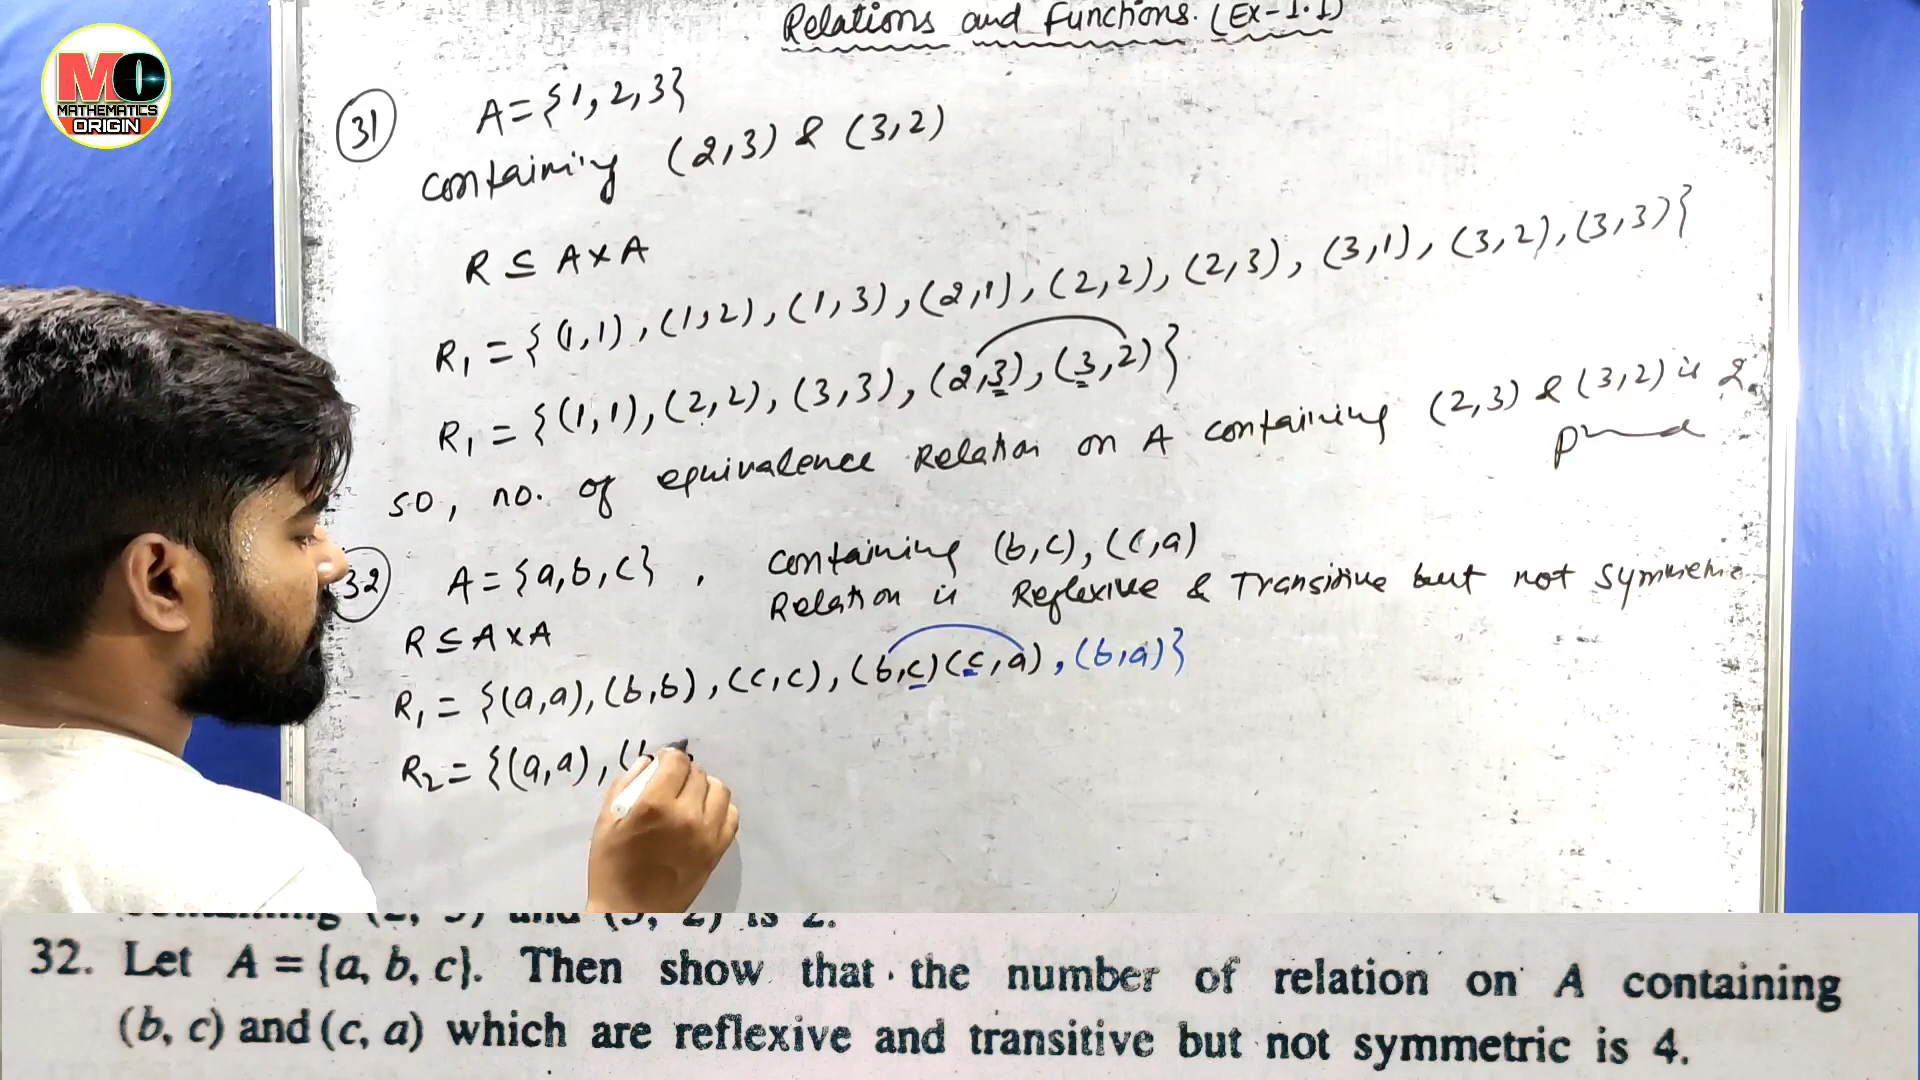 MO
MATHEMATICS
ORIGIN
Relations and Functions. (Ex-1.1)
31 A = {1, 2, 3}
containing (2,3) & (3,2)
R ⊆ A × A
R₁ = {(1,1), (1,2), (1,3), (2,1), (2,2), (2,3), (3,1), (3,2), (3,3)}
R₁ = {(1,1), (2,2), (3,3), (2,3), (3,2)}
so, no. of equivalence Relation on A containing (2,3) & (3,2) is 2.
32 A = {a, b, c}, containing (b,c), (c,a)
Relation is Reflexive & Transitive but not symmetric
R ⊆ A × A
R₁ = {(a,a), (b,b), (c,c), (b,c) (c,a), (b,a)}
R₂ = {(a,a), (b
containing (2, 3) and (3, 2) is 2.
32. Let A = {a, b, c}. Then show that the number of relation on A containing
(b, c) and (c, a) which are reflexive and transitive but not symmetric is 4.